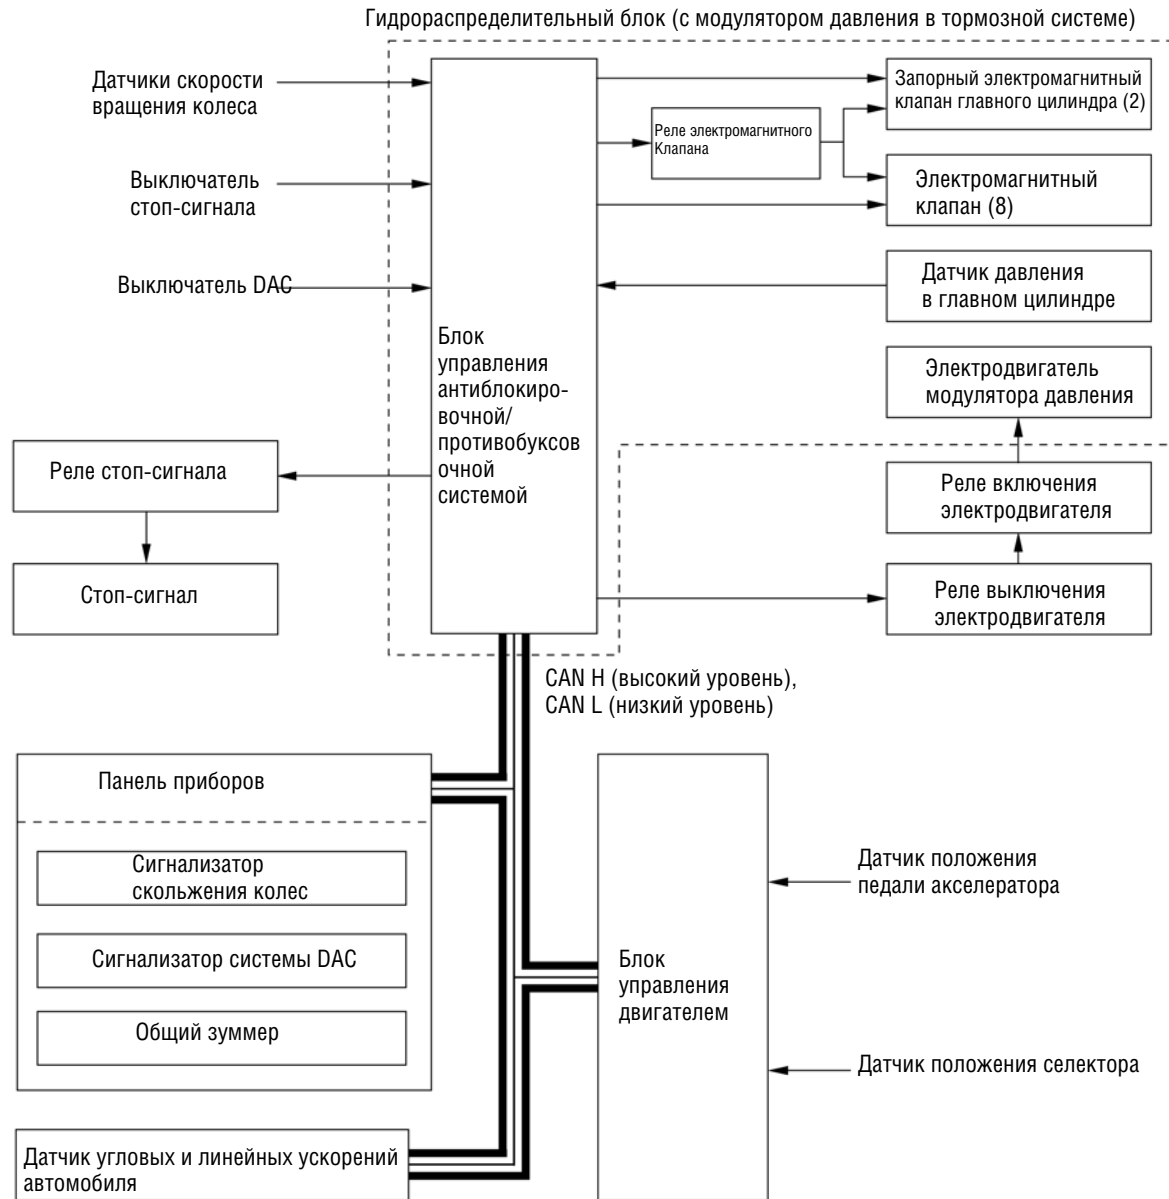 Гидрораспределительный блок (с модулятором давления в тормозной системе)
Датчики скорости
вращения колеса
Выключатель
стоп-сигнала
Выключатель DAC
Блок
управления
антиблокиро-
вочной/
противобуксов
очной
системой
Реле электромагнитного
Клапана
Запорный электромагнитный
клапан главного цилиндра (2)
Электромагнитный
клапан (8)
Датчик давления
в главном цилиндре
Электродвигатель
модулятора давления
Реле включения
электродвигателя
Реле выключения
электродвигателя
Реле стоп-сигнала
Стоп-сигнал
CAN H (высокий уровень),
CAN L (низкий уровень)
Панель приборов
Сигнализатор
скольжения колес
Сигнализатор системы DAC
Общий зуммер
Датчик угловых и линейных ускорений
автомобиля
Блок
управления
двигателем
Датчик положения
педали акселератора
Датчик положения селектора